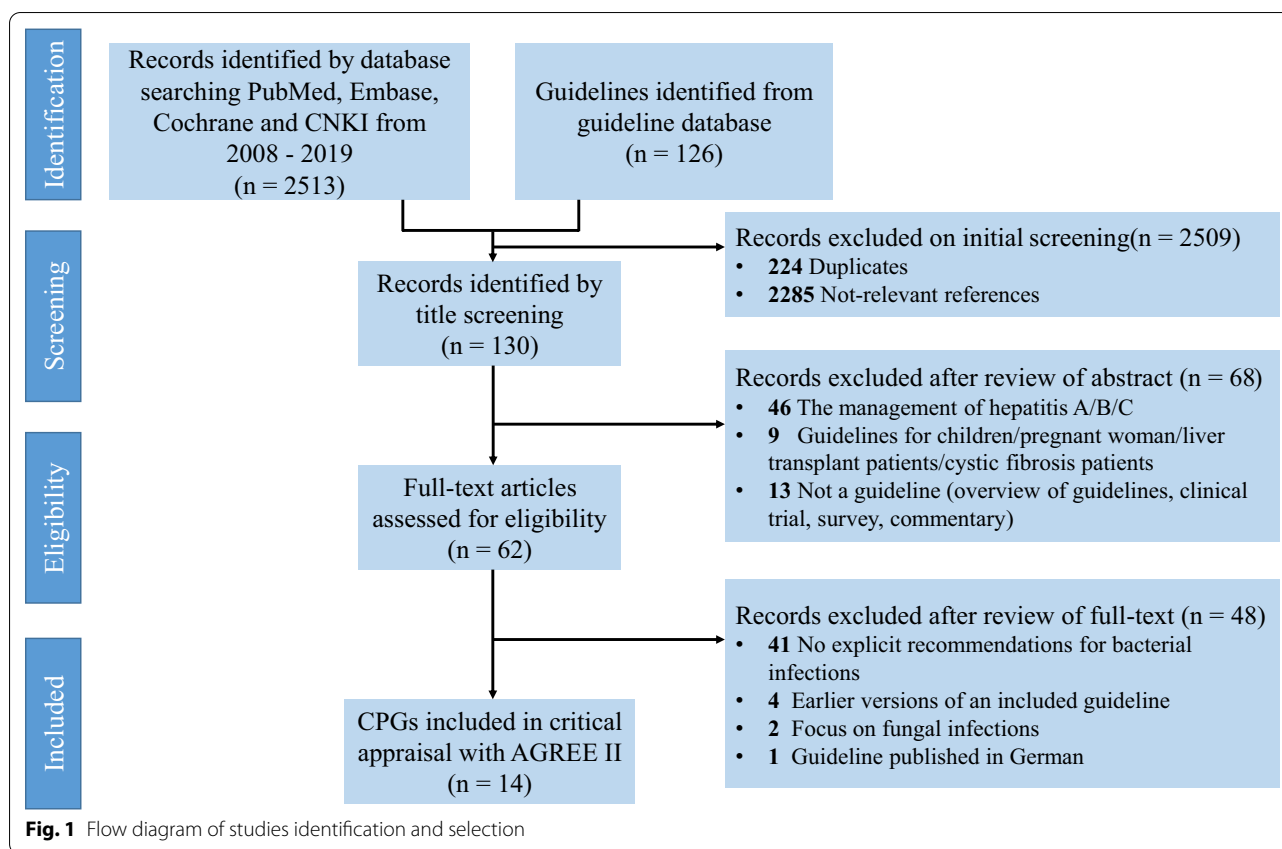 Identification
Records identified by database
searching PubMed, Embase,
Cochrane and CNKI from
2008 - 2019
(n = 2513)
Guidelines identified from
guideline database
(n = 126)
Screening
Records excluded on initial screening(n = 2509)
• 224 Duplicates
• 2285 Not-relevant references
Records identified by
title screening
(n = 130)
Records excluded after review of abstract (n = 68)
• 46 The management of hepatitis A/B/C
• 9 Guidelines for children/pregnant woman/liver
transplant patients/cystic fibrosis patients
• 13 Not a guideline (overview of guidelines, clinical
trial, survey, commentary)
Eligibility
Full-text articles
assessed for eligibility
(n = 62)
Records excluded after review of full-text (n = 48)
• 41 No explicit recommendations for bacterial
infections
• 4 Earlier versions of an included guideline
• 2 Focus on fungal infections
• 1 Guideline published in German
Included
CPGs included in critical
appraisal with AGREE II
(n = 14)
Fig. 1 Flow diagram of studies identification and selection